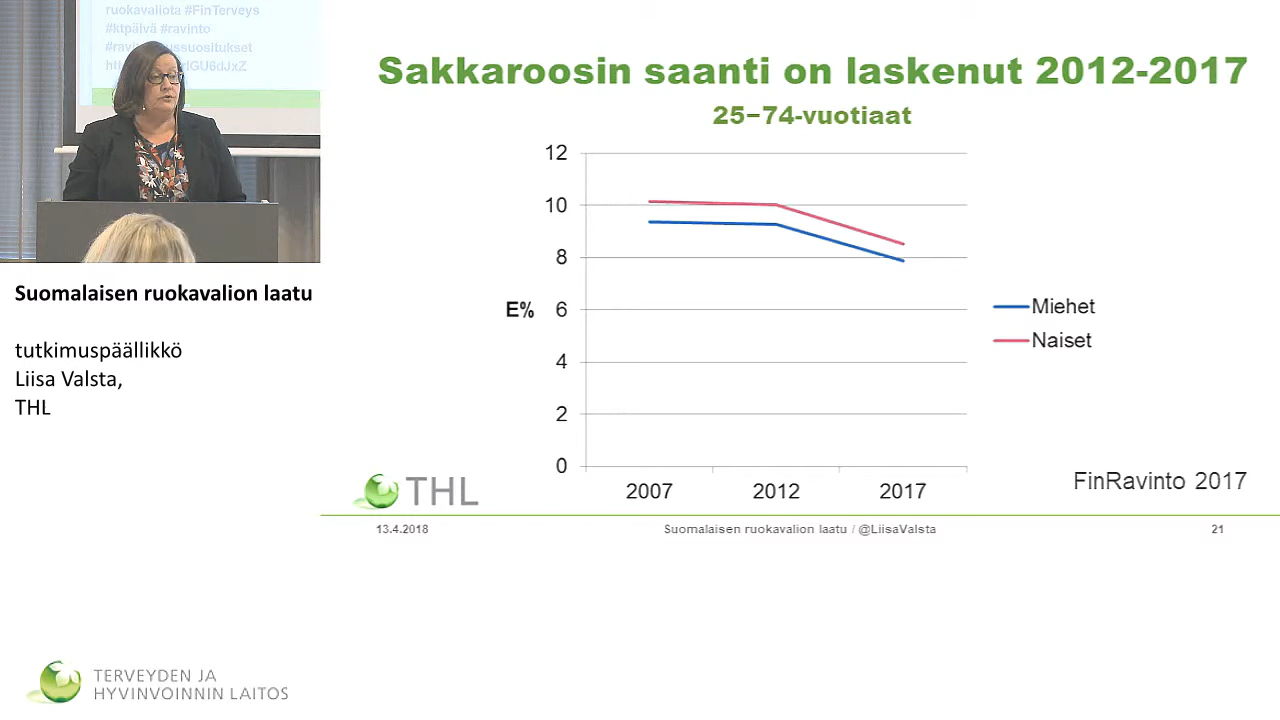 ruokavaliota #FinTerveys
#ktpäivä #ravinto
Suomalaisen ruokavalion laatu
tutkimuspäällikkö
Liisa Valsta,
THL
Sakkaroosin saanti on laskenut 2012-2017
25–74-vuotiaat
12
10
8
E% 6
4
2
0
2007 2012 2017
Miehet
Naiset
THL
FinRavinto 2017
13.4.2018 Suomalaisen ruokavalion laatu / @LiisaValsta 21
TERVEYDEN JA
HYVINVOINNIN LAITOS